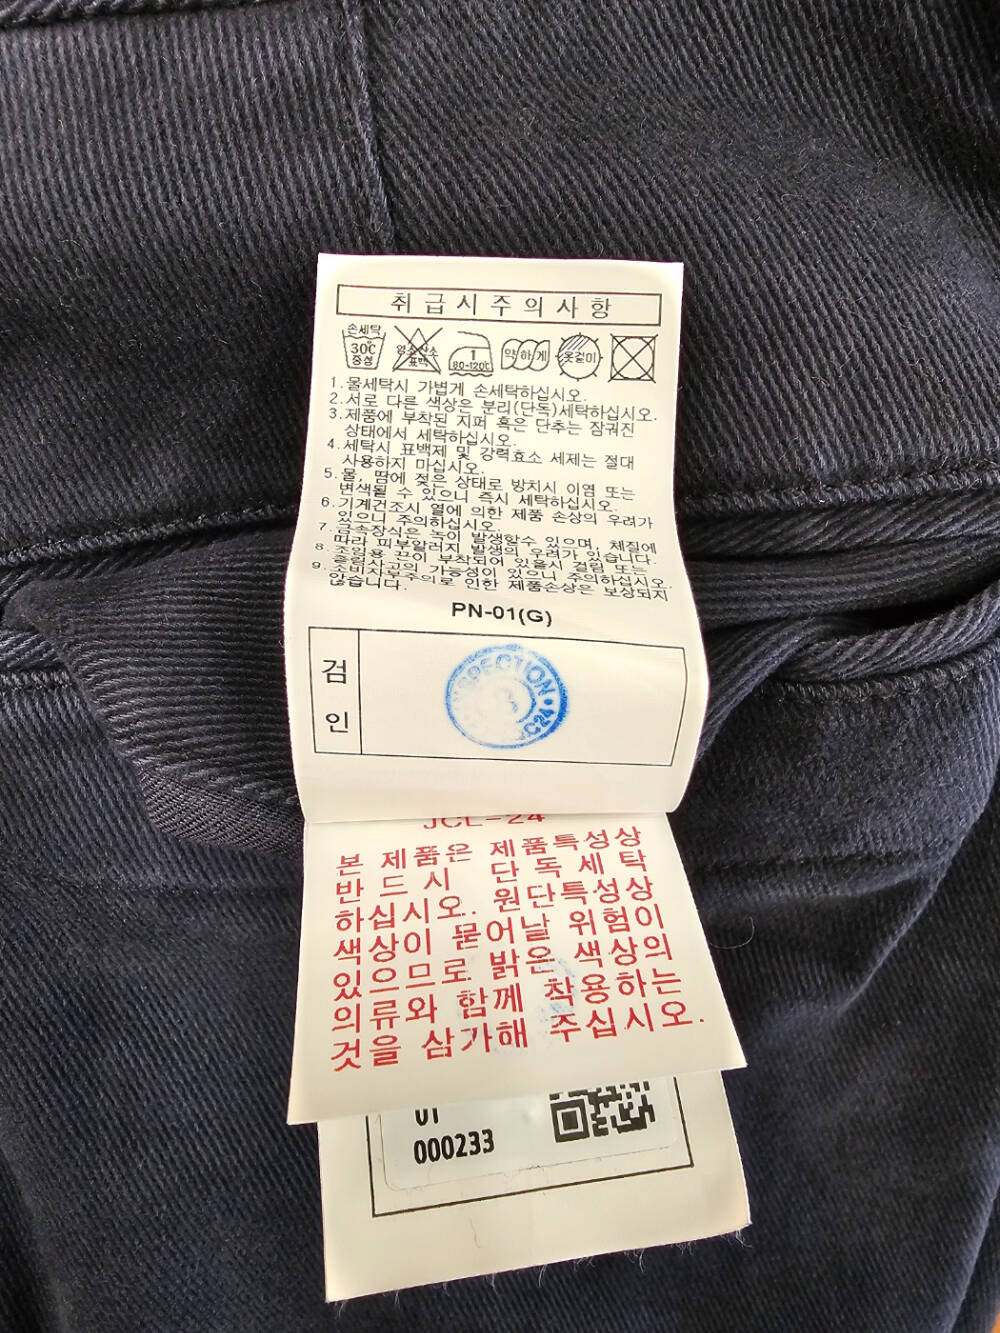 취급시주의사항
손세탁
30℃
중성
염소산소
표백
1
80-120℃
약하게
옷걸이
1. 물세탁시 가볍게 손세탁하십시오.
2. 서로 다른 색상은 분리(단독)세탁하십시오.
3. 제품에 부착된 지퍼 혹은 단추는 잠궈진
상태에서 세탁하십시오.
4. 세탁시 표백제 및 강력효소 세제는 절대
사용하지 마십시오.
5. 물, 땀에 젖은 상태로 방치시 이염 또는
변색될 수 있으니 즉시 세탁하십시오.
6. 기계건조시 열에 의한 제품 손상의 우려가
있으니 주의하십시오.
7. 금속장식은 녹이 발생할수 있으며, 체질에
따라 피부알러지 발생의 우려가 있습니다.
8. 조임용 끈이 부착되어 있을시 걸림 또는
충돌사고의 가능성이 있으니 주의하십시오.
9. 소비자부주의로 인한 제품손상은 보상되지
않습니다.
PN-01(G)
검인
INSPECTION
C24
JCL-24
본 제품은 제품특성상
반드시 단독세탁
하십시오. 원단특성상
색상이 묻어날 위험이
있으므로 밝은 색상의
의류와 함께 착용하는
것을 삼가해 주십시오.
01
000233